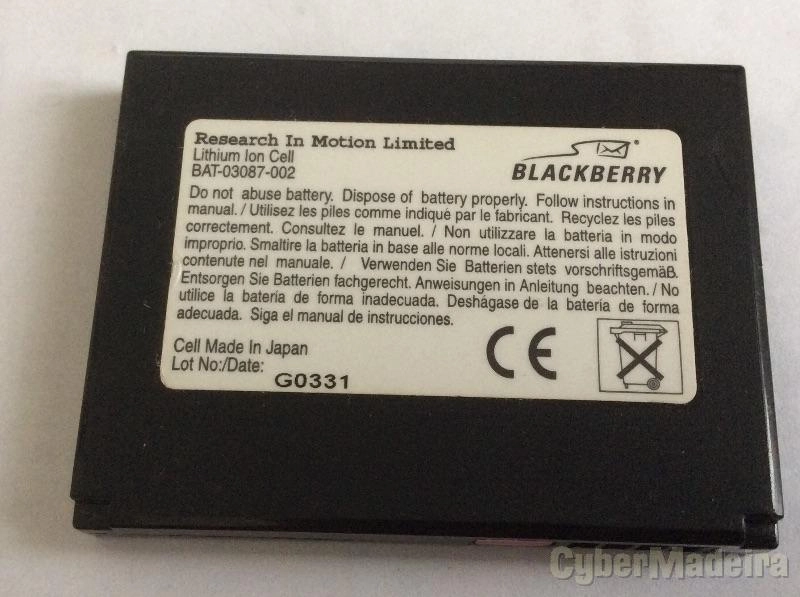 Research In Motion Limited
Lithium Ion Cell
BAT-03087-002
BLACKBERRY
Do not abuse battery. Dispose of battery properly. Follow instructions in
manual. / Utilisez les piles comme indiqué par le fabricant. Recyclez les piles
correctement. Consultez le manuel. / Non utilizzare la batteria in modo
improprio. Smaltire la batteria in base alle norme locali. Attenersi alle istruzioni
contenute nel manuale. / Verwenden Sie Batterien stets vorschriftsgemäß.
Entsorgen Sie Batterien fachgerecht. Anweisungen in Anleitung beachten. / No
utilice la batería de forma inadecuada. Deshágase de la batería de forma
adecuada. Siga el manual de instrucciones.
Cell Made In Japan
Lot No:/Date:
G0331
CE
CyberMadeira